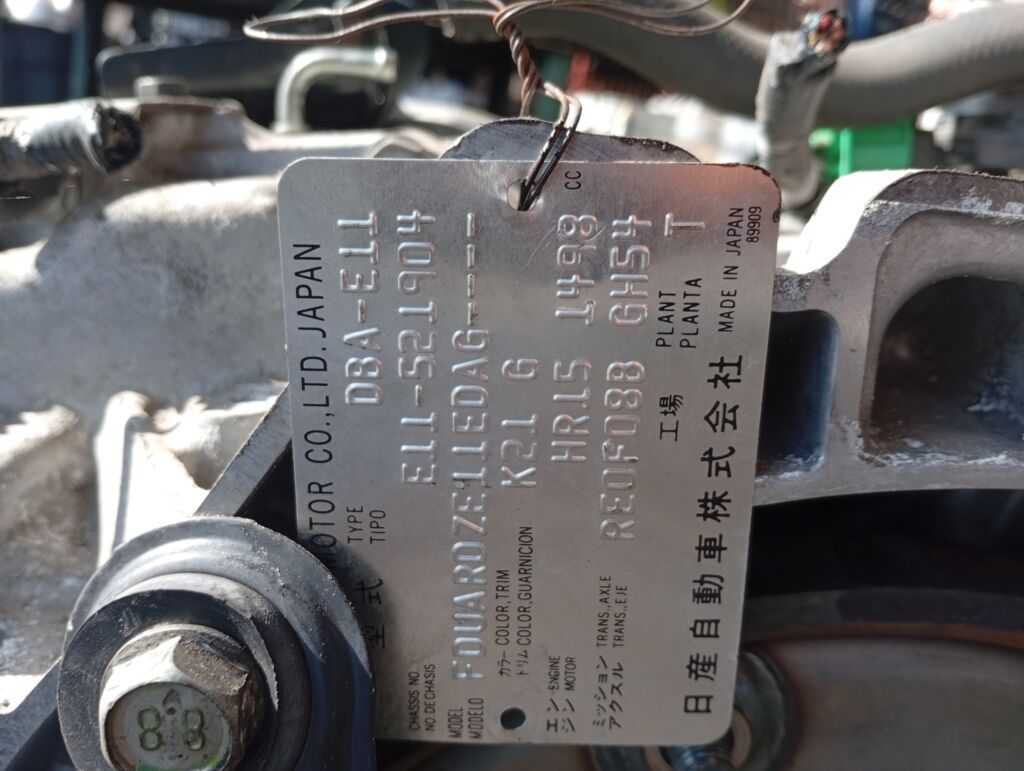 MOTOR CO.,LTD.JAPAN
型式 TYPE DBA-E11
TIPO
CHASSIS NO. E11-521904
NO.DE CHASIS
MODEL FDUARDZE11EDAG----
MODELO
カラー COLOR,TRIM K21 G
トリム COLOR,GUARNICION
エン ENGINE HR15 1498 CC
ジン MOTOR
ミッション TRANS.,AXLE RE0F08B GH54
アクスル TRANS.,EJE
工場 PLANT T
PLANTA
日産自動車株式会社 MADE IN JAPAN
89909
8.8